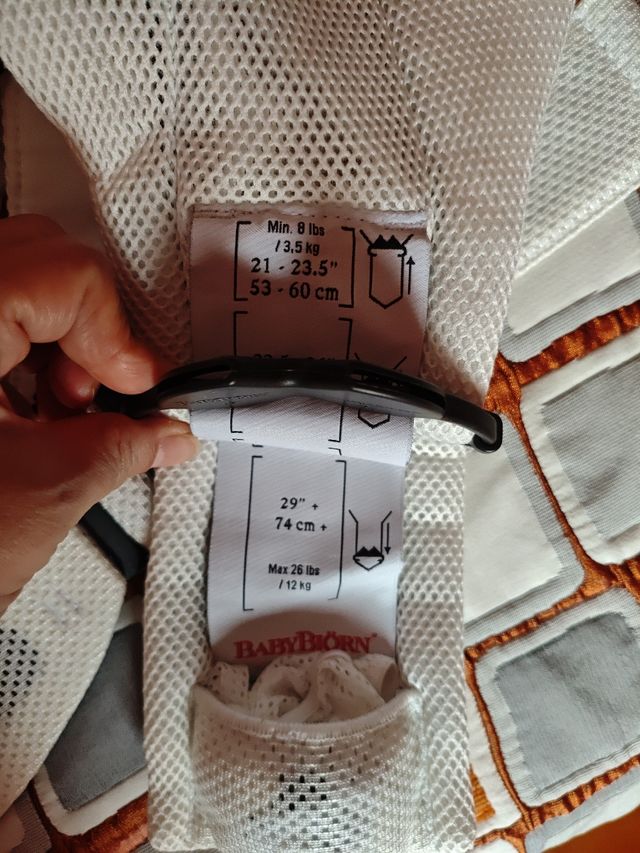 Min. 8 lbs
/ 3,5 kg
21 - 23.5"
53 - 60 cm
29" +
74 cm +
Max 26 lbs
/ 12 kg
BABYBJÖRN™